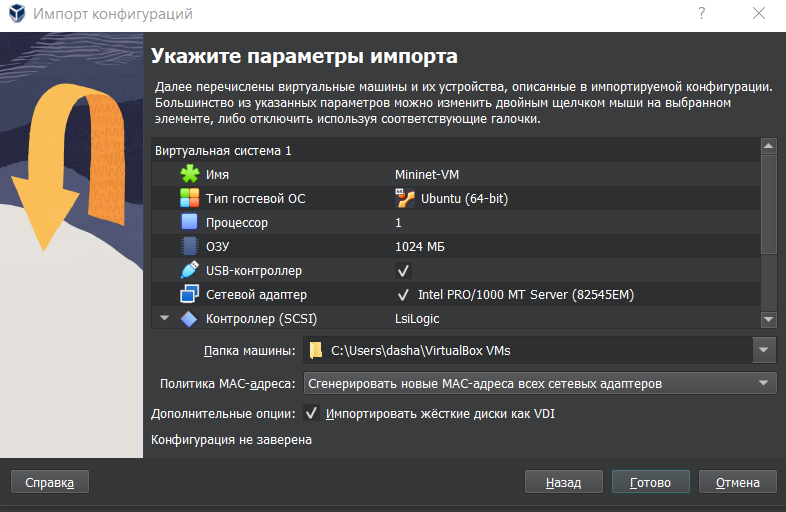 Импорт конфигураций
?
Укажите параметры импорта
Далее перечислены виртуальные машины и их устройства, описанные в импортируемой конфигурации.
Большинство из указанных параметров можно изменить двойным щелчком мыши на выбранном
элементе, либо отключить используя соответствующие галочки.
Виртуальная система 1
Имя Mininet-VM
Тип гостевой ОС Ubuntu (64-bit)
Процессор 1
ОЗУ 1024 МБ
USB-контроллер
Сетевой адаптер Intel PRO/1000 MT Server (82545EM)
Контроллер (SCSI) LsiLogic
Папка машины: C:\Users\dasha\VirtualBox VMs
Политика MAC-адреса: Сгенерировать новые MAC-адреса всех сетевых адаптеров
Дополнительные опции: Импортировать жёсткие диски как VDI
Конфигурация не заверена
Справка Назад Готово Отмена